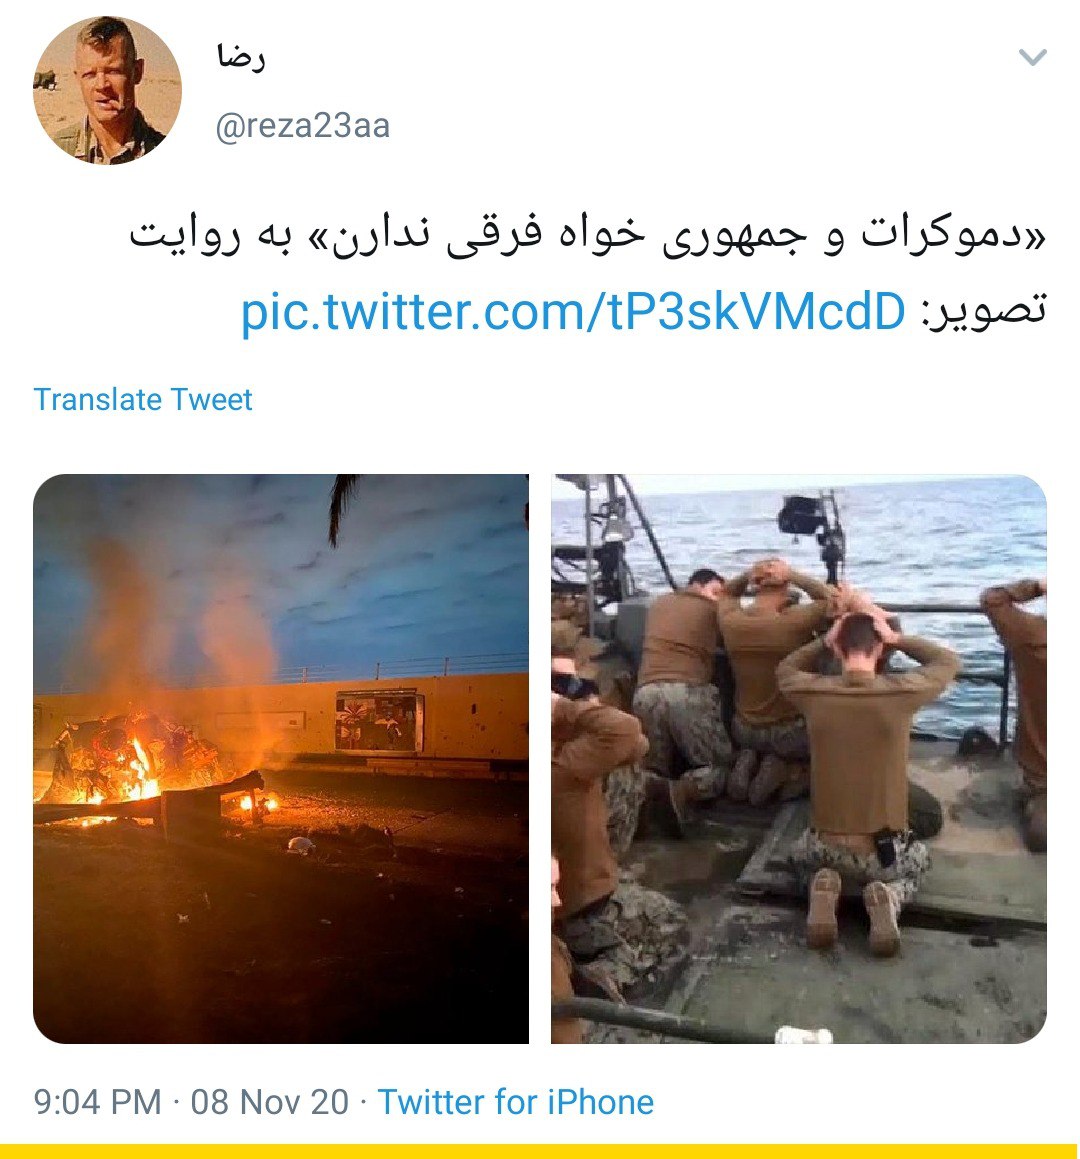 رضا
@reza23aa
«دموکرات و جمهوری خواه فرقی ندارن» به روایت
تصویر: pic.twitter.com/tP3skVMcdD
Translate Tweet
9:04 PM · 08 Nov 20 · Twitter for iPhone